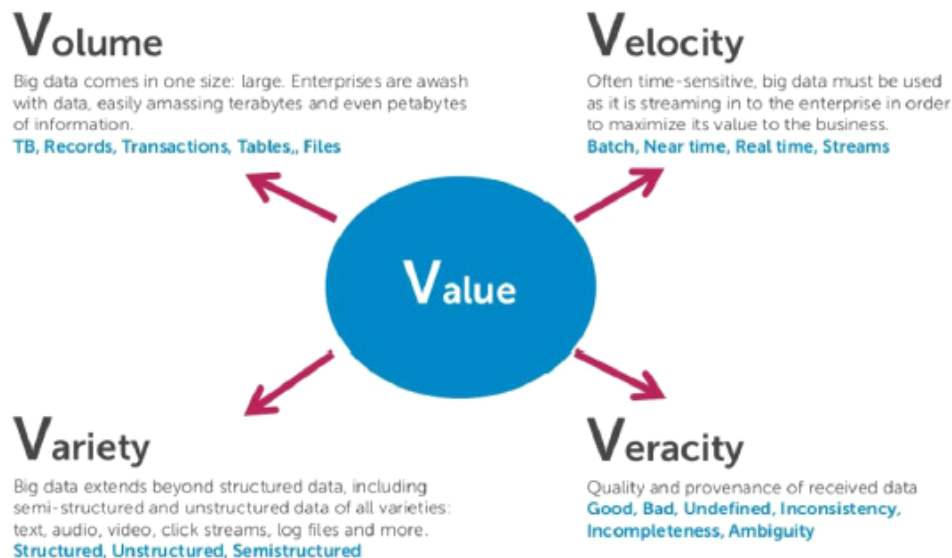 Volume
Big data comes in one size: large. Enterprises are awash
with data, easily amassing terabytes and even petabytes
of information.
TB, Records, Transactions, Tables,, Files
Velocity
Often time-sensitive, big data must be used
as it is streaming in to the enterprise in order
to maximize its value to the business.
Batch, Near time, Real time, Streams
Value
Variety
Big data extends beyond structured data, including
semi-structured and unstructured data of all varieties:
text, audio, video, click streams, log files and more.
Structured, Unstructured, Semistructured
Veracity
Quality and provenance of received data
Good, Bad, Undefined, Inconsistency,
Incompleteness, Ambiguity